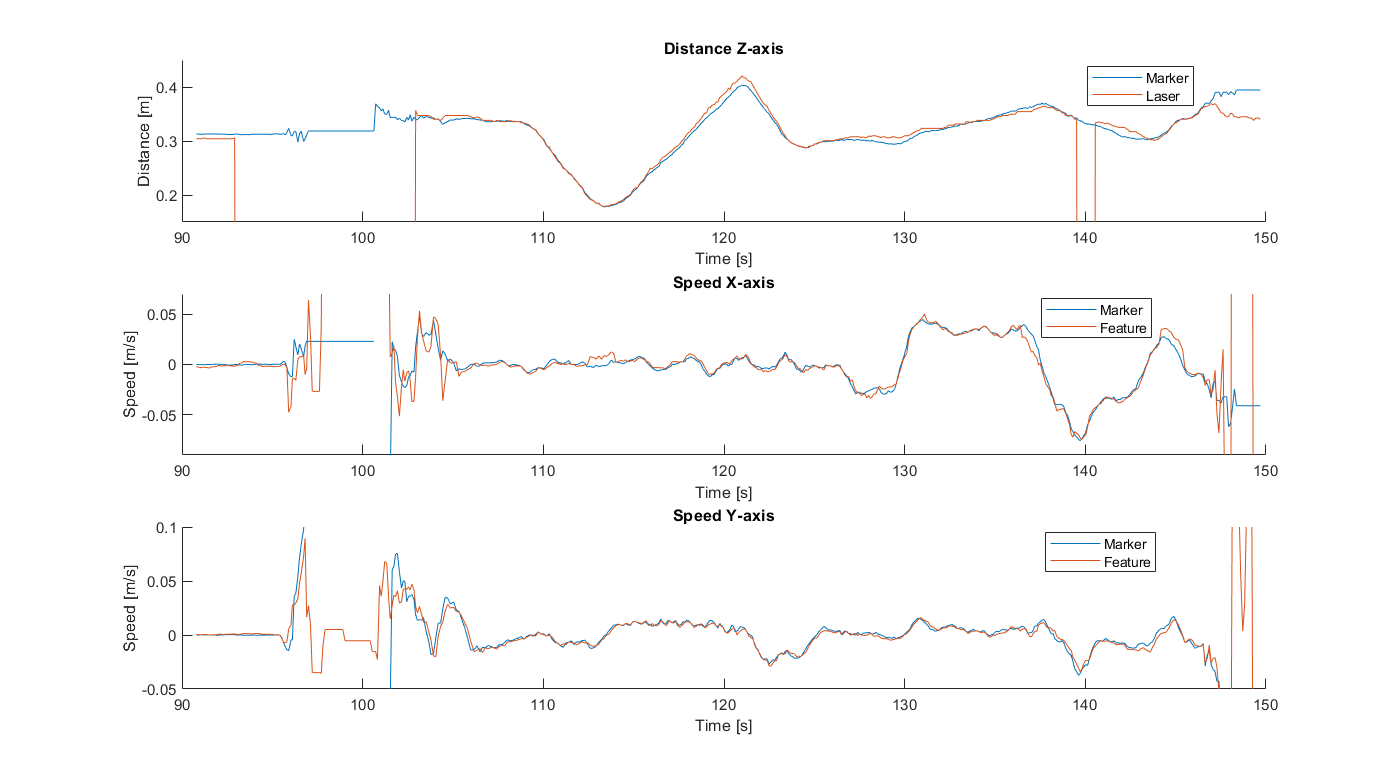 Distance Z-axis
Distance [m]
0.4
0.3
0.2
Marker
Laser
90 100 110 120 130 140 150
Time [s]
Speed X-axis
Speed [m/s]
0.05
0
-0.05
Marker
Feature
90 100 110 120 130 140 150
Time [s]
Speed Y-axis
Speed [m/s]
0.1
0.05
0
-0.05
Marker
Feature
90 100 110 120 130 140 150
Time [s]